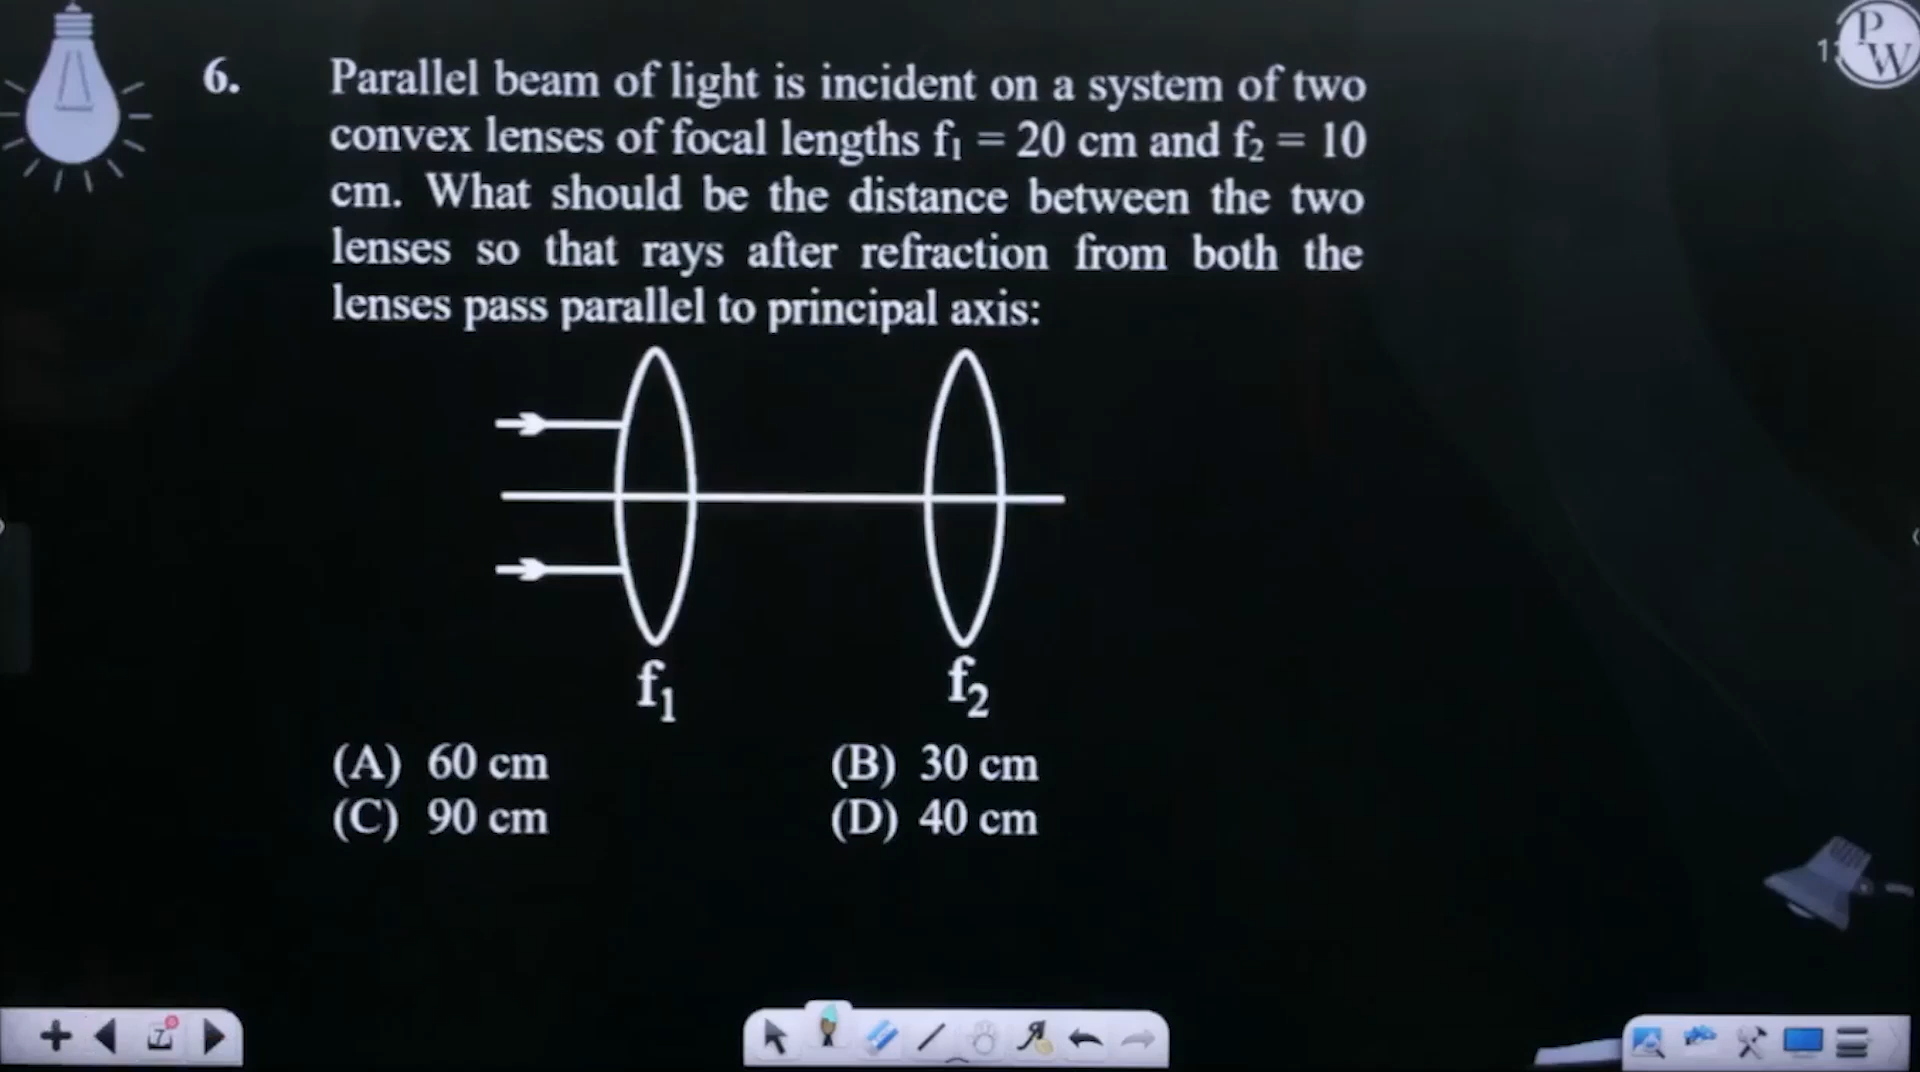 6. Parallel beam of light is incident on a system of two
convex lenses of focal lengths f₁ = 20 cm and f₂ = 10
cm. What should be the distance between the two
lenses so that rays after refraction from both the
lenses pass parallel to principal axis:
f₁ f₂
(A) 60 cm (B) 30 cm
(C) 90 cm (D) 40 cm
PW
7